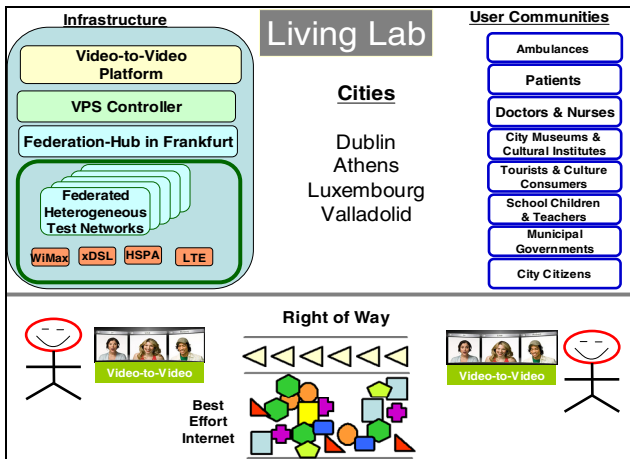 Infrastructure
Video-to-Video
Platform
VPS Controller
Federation-Hub in Frankfurt
Federated
Heterogeneous
Test Networks
WiMax
xDSL
HSPA
LTE
Living Lab
Cities
Dublin
Athens
Luxembourg
Valladolid
User Communities
Ambulances
Patients
Doctors & Nurses
City Museums &
Cultural Institutes
Tourists & Culture
Consumers
School Children
& Teachers
Municipal
Governments
City Citizens
Right of Way
Video-to-Video
Best
Effort
Internet
Video-to-Video